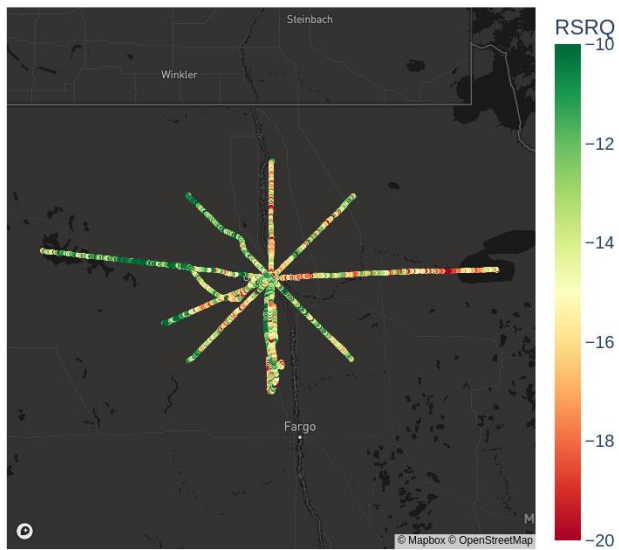 RSRQ
Steinbach
Winkler
Fargo
M
© Mapbox © OpenStreetMap
−10
−12
−14
−16
−18
−20